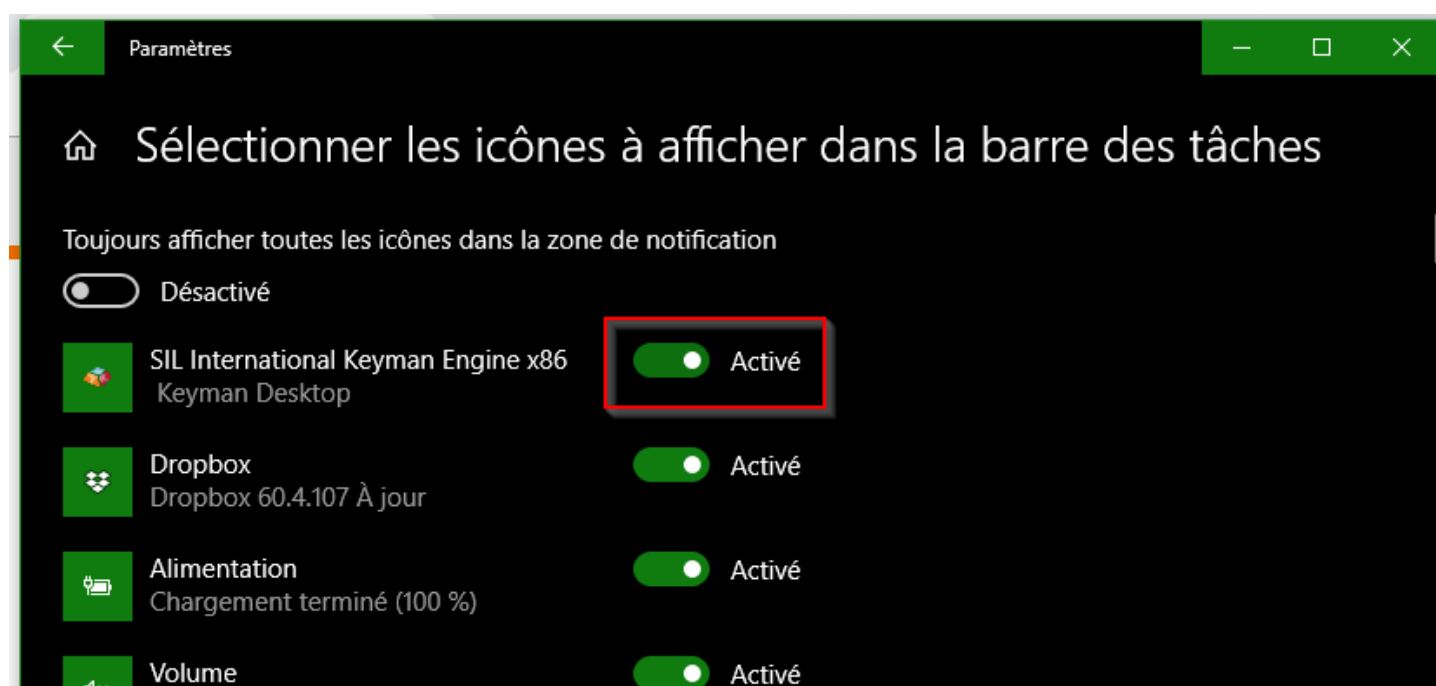 Paramètres
Sélectionner les icônes à afficher dans la barre des tâches
Toujours afficher toutes les icônes dans la zone de notification
Désactivé
SIL International Keyman Engine x86
Activé
Keyman Desktop
Dropbox
Activé
Dropbox 60.4.107 À jour
Alimentation
Activé
Chargement terminé (100 %)
Volume
Activé